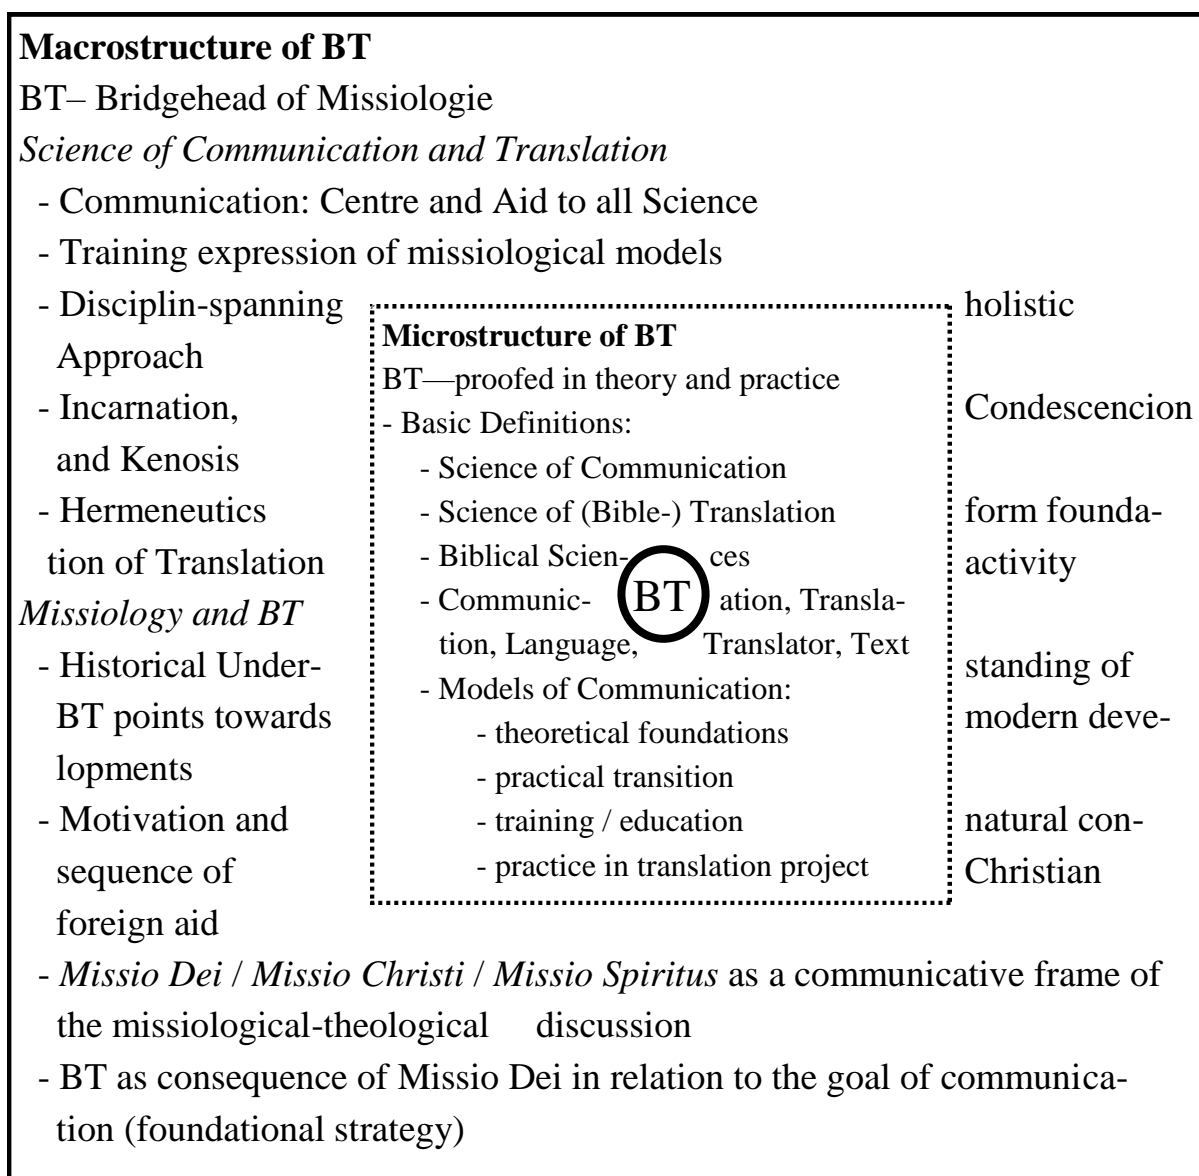 Macrostructure of BT
BT– Bridgehead of Missiologie
Science of Communication and Translation
- Communication: Centre and Aid to all Science
- Training expression of missiological models
- Disciplin-spanning holistic
Approach
- Incarnation, Condescencion
and Kenosis
- Hermeneutics form founda-
tion of Translation activity
Missiology and BT
- Historical Under- standing of
BT points towards modern deve-
lopments
- Motivation and natural con-
sequence of Christian
foreign aid
- Missio Dei / Missio Christi / Missio Spiritus as a communicative frame of
the missiological-theological discussion
- BT as consequence of Missio Dei in relation to the goal of communica-
tion (foundational strategy)
Microstructure of BT
BT—proofed in theory and practice
- Basic Definitions:
- Science of Communication
- Science of (Bible-) Translation
- Biblical Scien- ces
- Communic- BT ation, Transla-
tion, Language, Translator, Text
- Models of Communication:
- theoretical foundations
- practical transition
- training / education
- practice in translation project